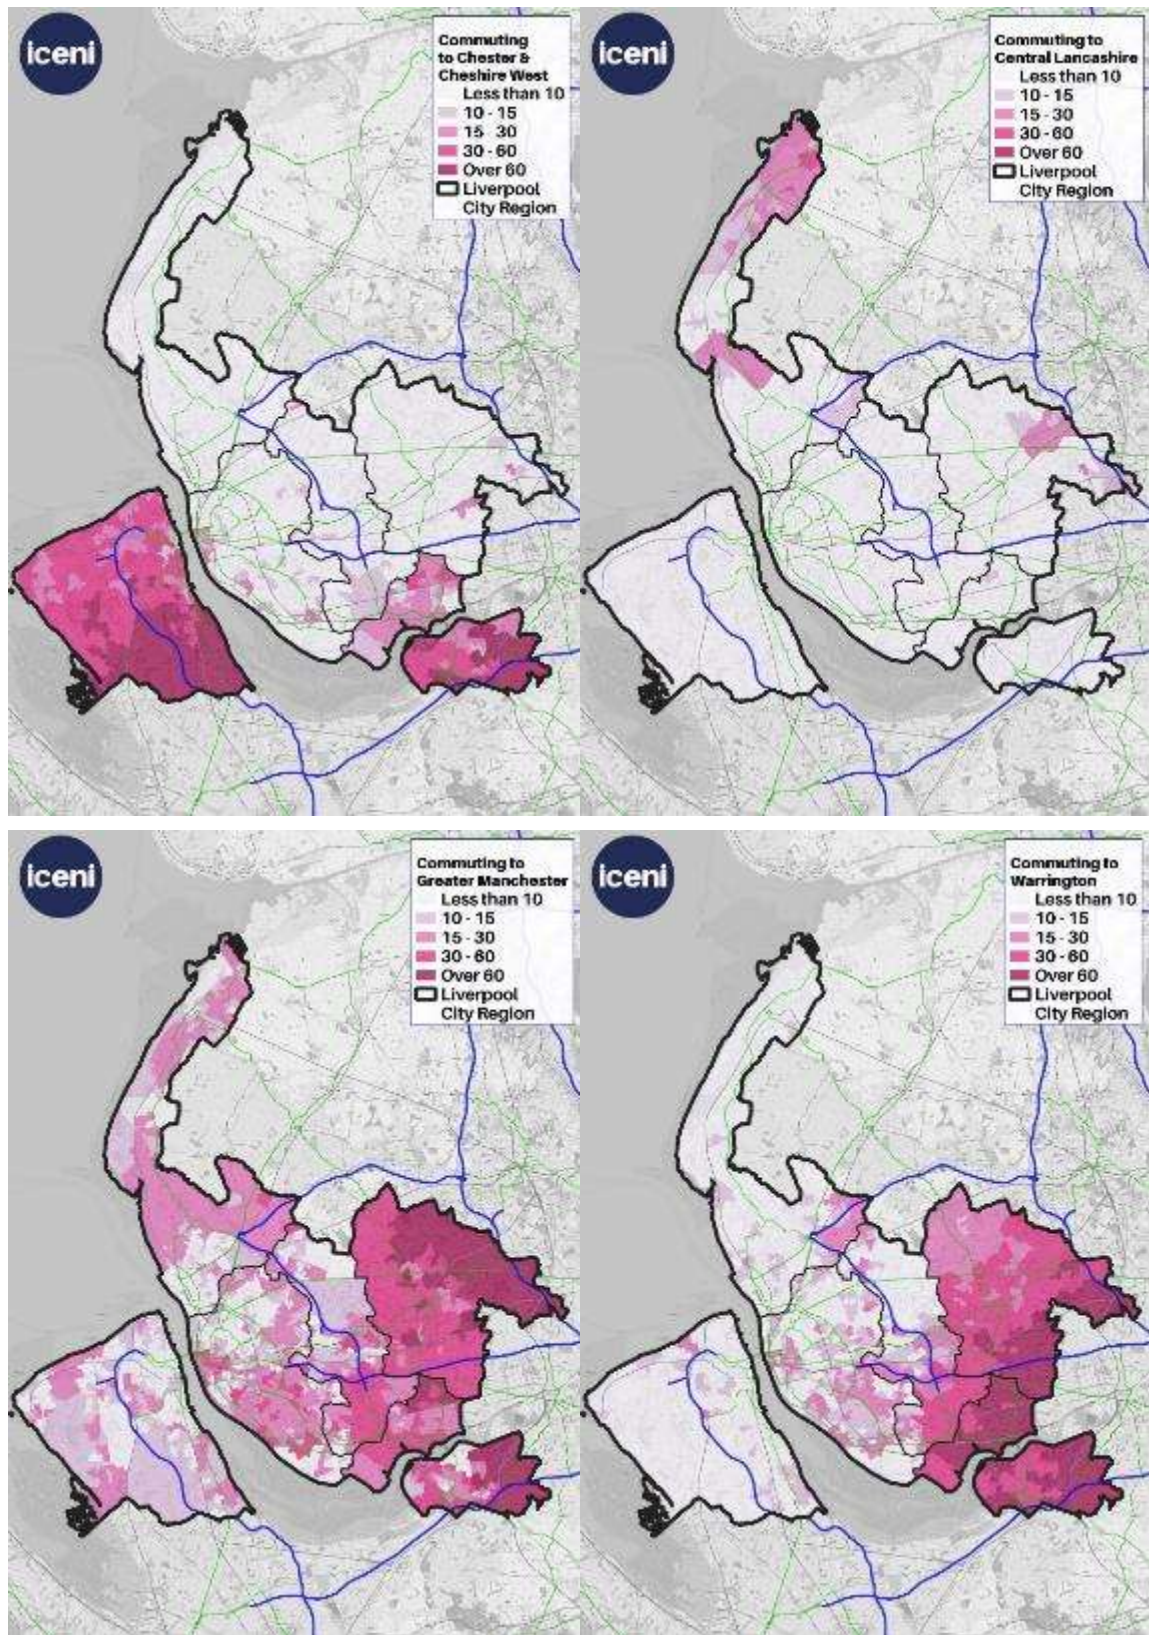 iceni
Commuting
to Chester &
Cheshire West
Less than 10
10 - 15
15 - 30
30 - 60
Over 60
Liverpool
City Region
iceni
Commuting to
Central Lancashire
Less than 10
10 - 15
15 - 30
30 - 60
Over 60
Liverpool
City Region
iceni
Commuting to
Greater Manchester
Less than 10
10 - 15
15 - 30
30 - 60
Over 60
Liverpool
City Region
iceni
Commuting to
Warrington
Less than 10
10 - 15
15 - 30
30 - 60
Over 60
Liverpool
City Region